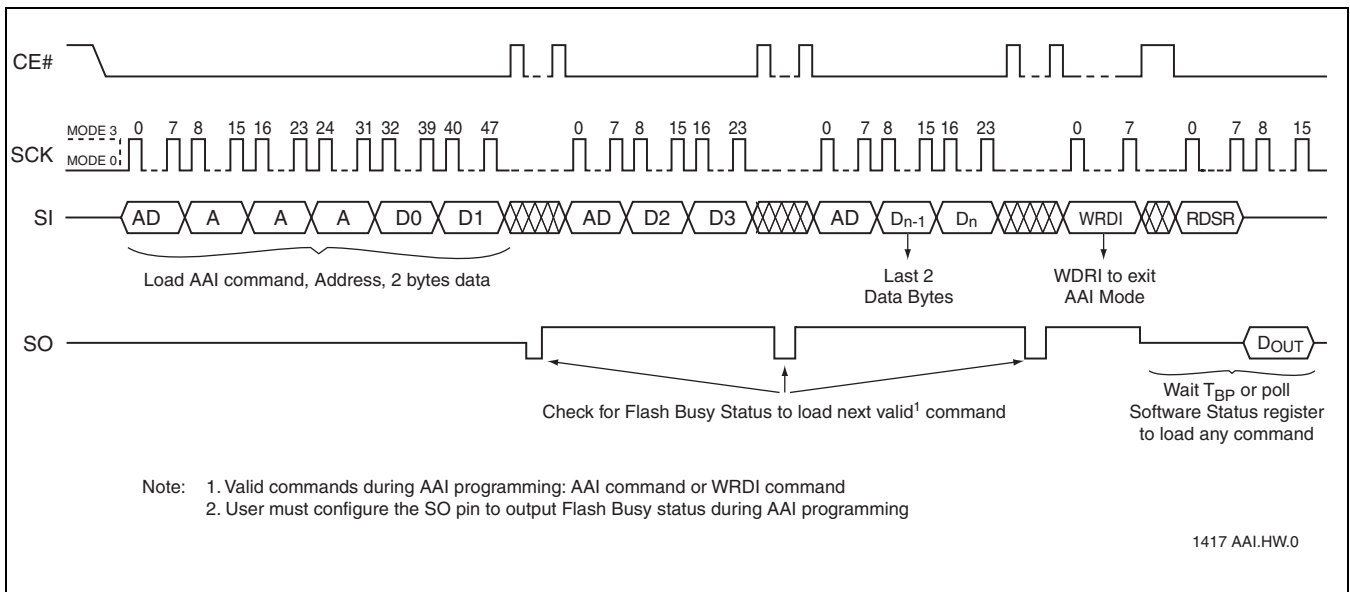 CE#
MODE 3 0 7 8 15 16 23 24 31 32 39 40 47 0 7 8 15 16 23 0 7 8 15 16 23 0 7 0 7 8 15
SCK
MODE 0
SI AD A A A D0 D1 AD D2 D3 AD Dn-1 Dn WRDI RDSR
Load AAI command, Address, 2 bytes data
Last 2
Data Bytes
WDRI to exit
AAI Mode
SO DOUT
Check for Flash Busy Status to load next valid1 command
Wait TBP or poll
Software Status register
to load any command
Note: 1. Valid commands during AAI programming: AAI command or WRDI command
2. User must configure the SO pin to output Flash Busy status during AAI programming
1417 AAI.HW.0